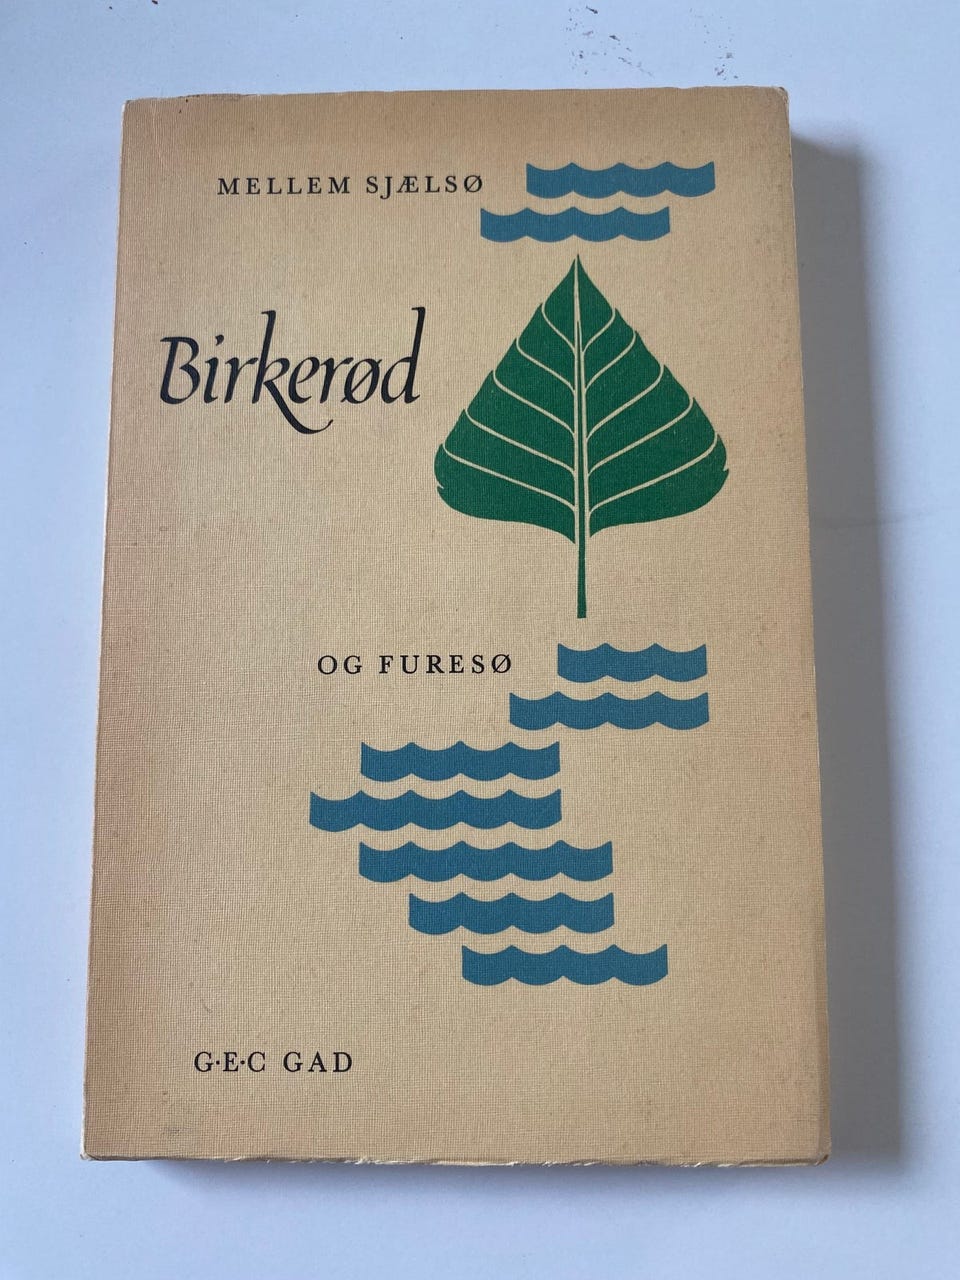 MELLEM SJÆLSØ
Birkerød
OG FURESØ
G·E·C GAD